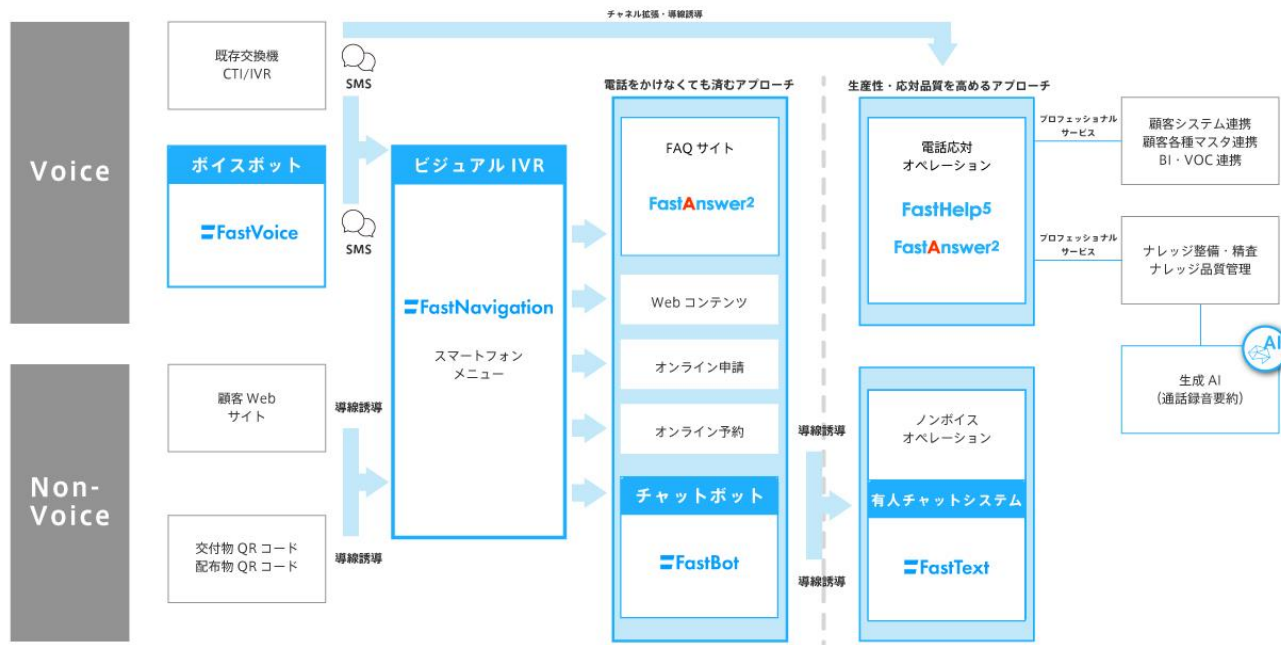 チャネル拡張・導線誘導
Voice
既存交換機
CTI/IVR
SMS
ボイスボット
FastVoice
SMS
ビジュアル IVR
FastNavigation
スマートフォン
メニュー
電話をかけなくても済むアプローチ
FAQ サイト
FastAnswer2
Web コンテンツ
オンライン申請
オンライン予約
チャットボット
FastBot
生産性・応対品質を高めるアプローチ
電話応対
オペレーション
FastHelp5
FastAnswer2
プロフェッショナル
サービス
顧客システム連携
顧客各種マスタ連携
BI・VOC 連携
プロフェッショナル
サービス
ナレッジ整備・精査
ナレッジ品質管理
AI
生成 AI
（通話録音要約）
Non-
Voice
顧客 Web
サイト
導線誘導
交付物 QR コード
配布物 QR コード
導線誘導
導線誘導
導線誘導
ノンボイス
オペレーション
有人チャットシステム
FastText